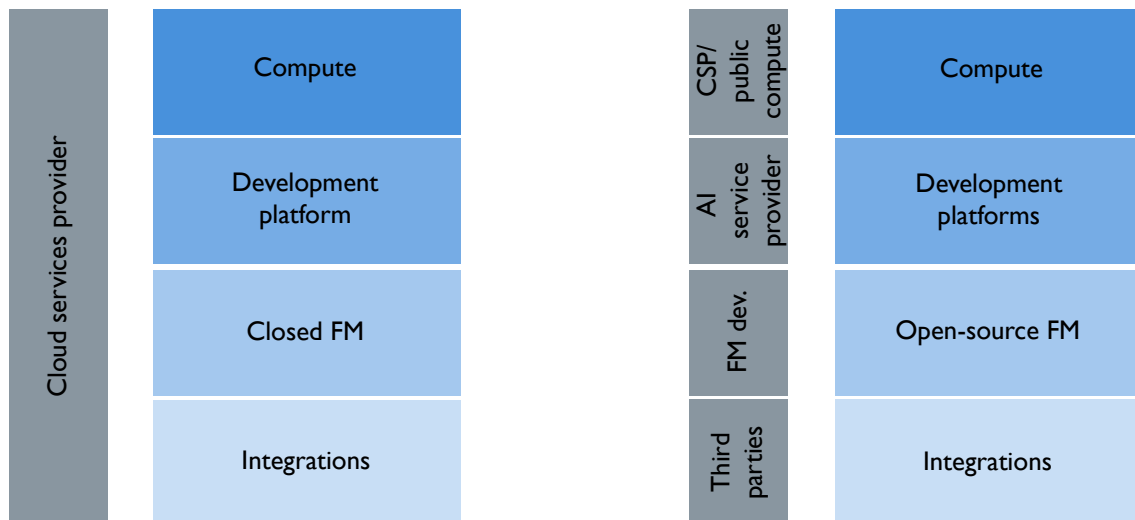 Cloud services provider
Compute
Development
platform
Closed FM
Integrations
CSP/
public
compute
AI
service
provider
FM dev.
Third
parties
Compute
Development
platforms
Open-source FM
Integrations